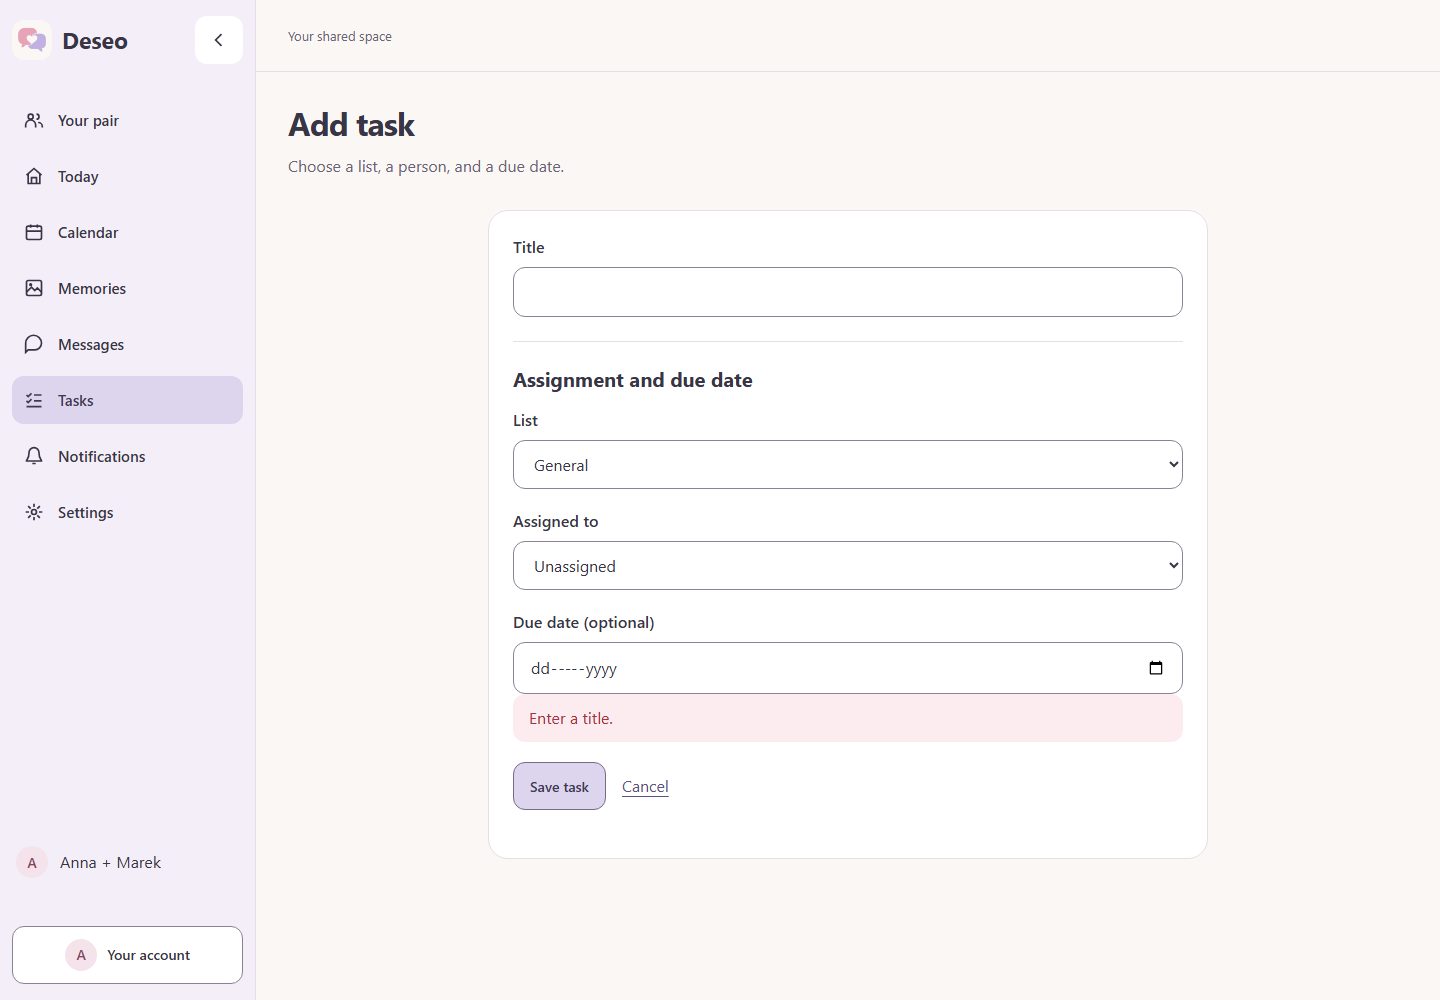 Deseo
Your shared space
Your pair
Today
Calendar
Memories
Messages
Tasks
Notifications
Settings
A Anna + Marek
A Your account
Add task
Choose a list, a person, and a due date.
Title
Assignment and due date
List
General
Assigned to
Unassigned
Due date (optional)
dd-----yyyy
Enter a title.
Save task Cancel